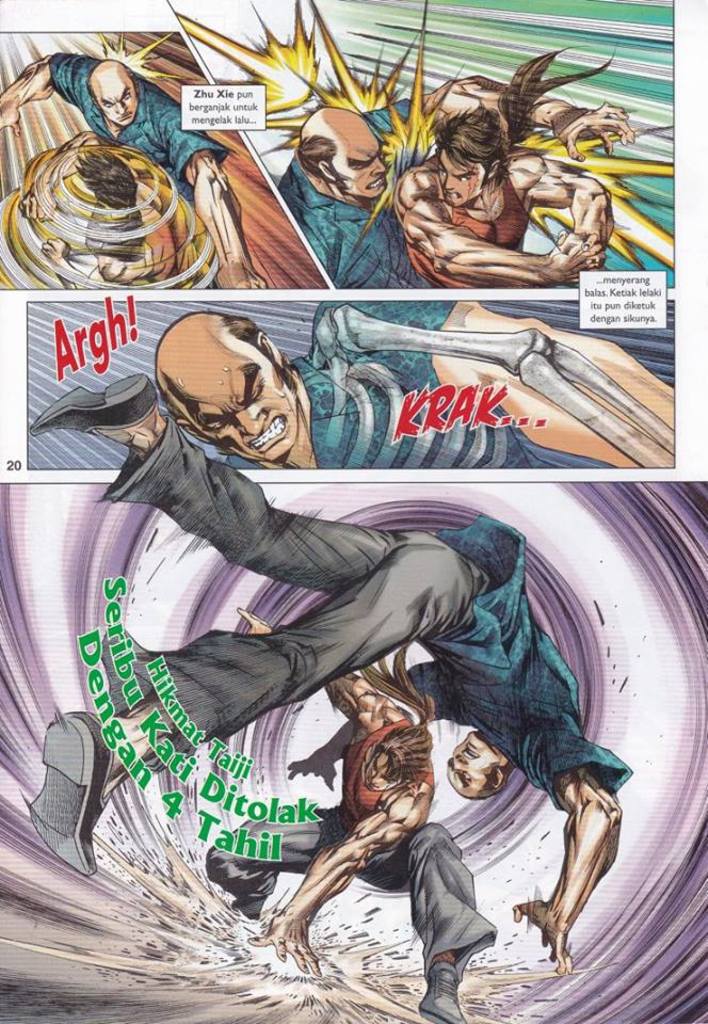 Zhu Xie pun
berganjak untuk
mengelak lalu...
...menyerang
balas. Ketiak lelaki
itu pun diketuk
dengan sikunya.
Argh!
KRAK...
20
Hikmat Taiji
Seribu Kati Ditolak
Dengan 4 Tahil